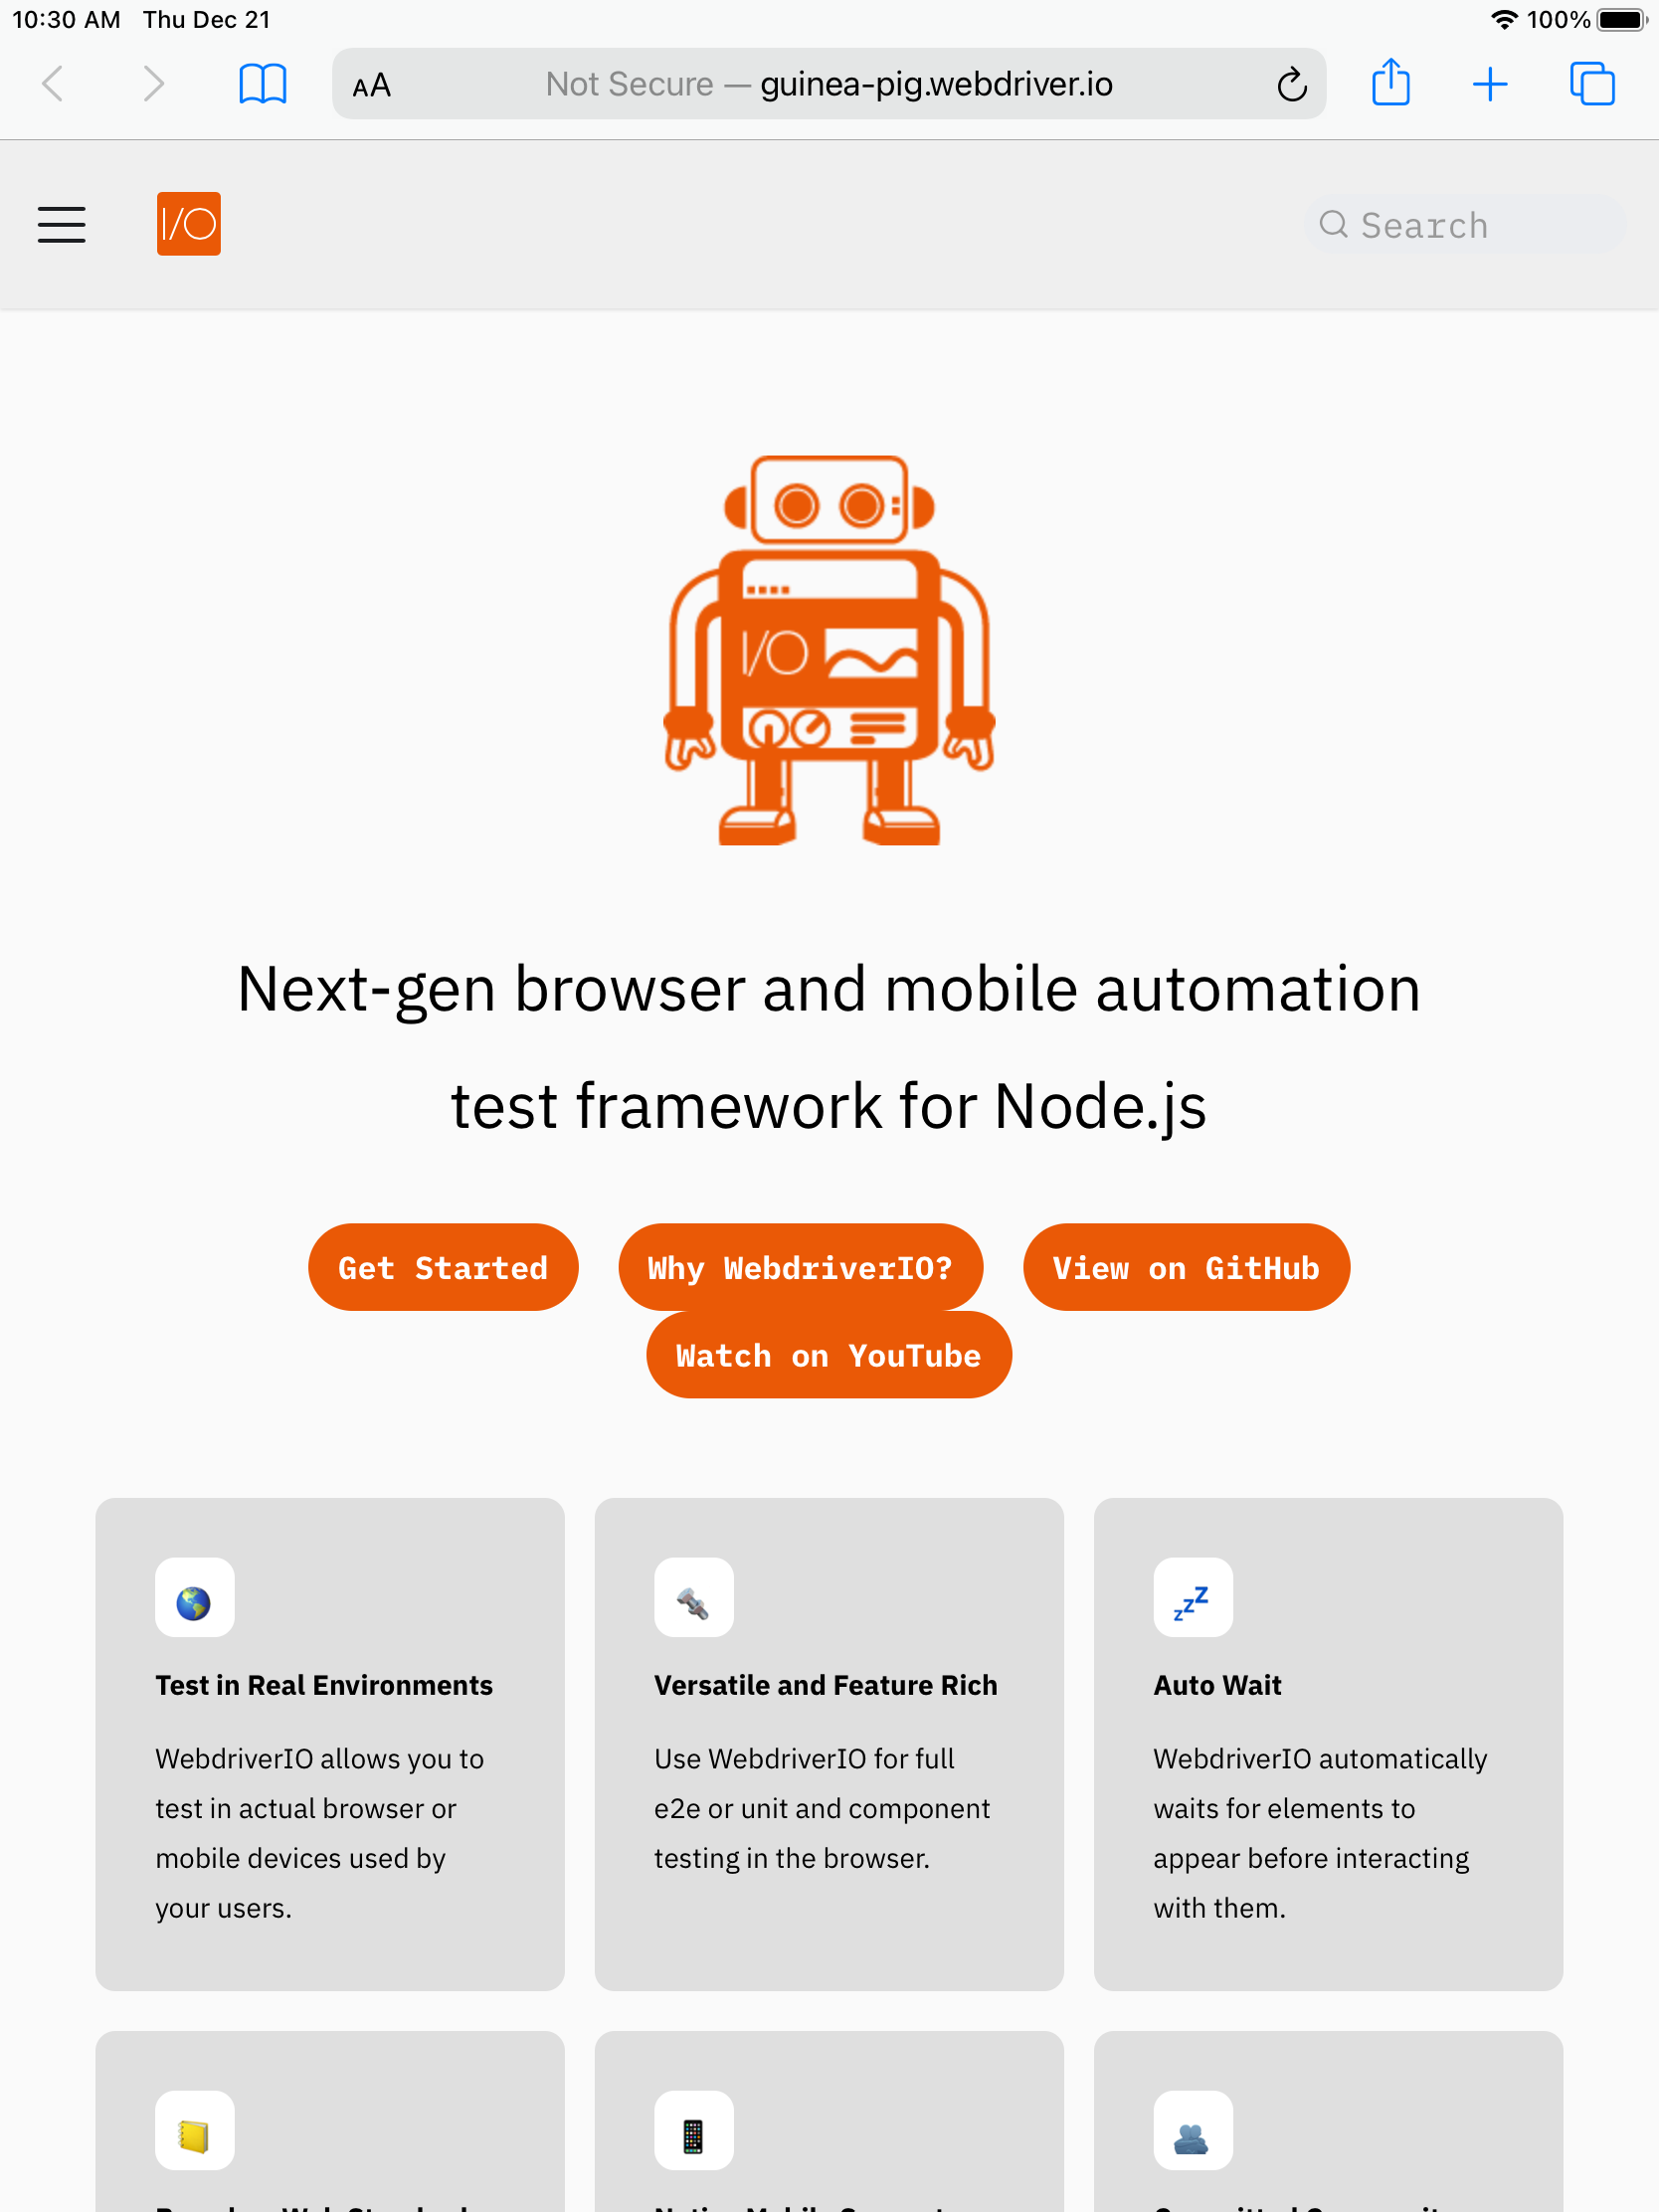 10:30 AM Thu Dec 21
100%
AA
Not Secure — guinea-pig.webdriver.io
I/O
Search
I/O
Next-gen browser and mobile automation
test framework for Node.js
Get Started
Why WebdriverIO?
View on GitHub
Watch on YouTube
zzZ
Test in Real Environments
WebdriverIO allows you to
test in actual browser or
mobile devices used by
your users.
Versatile and Feature Rich
Use WebdriverIO for full
e2e or unit and component
testing in the browser.
Auto Wait
WebdriverIO automatically
waits for elements to
appear before interacting
with them.